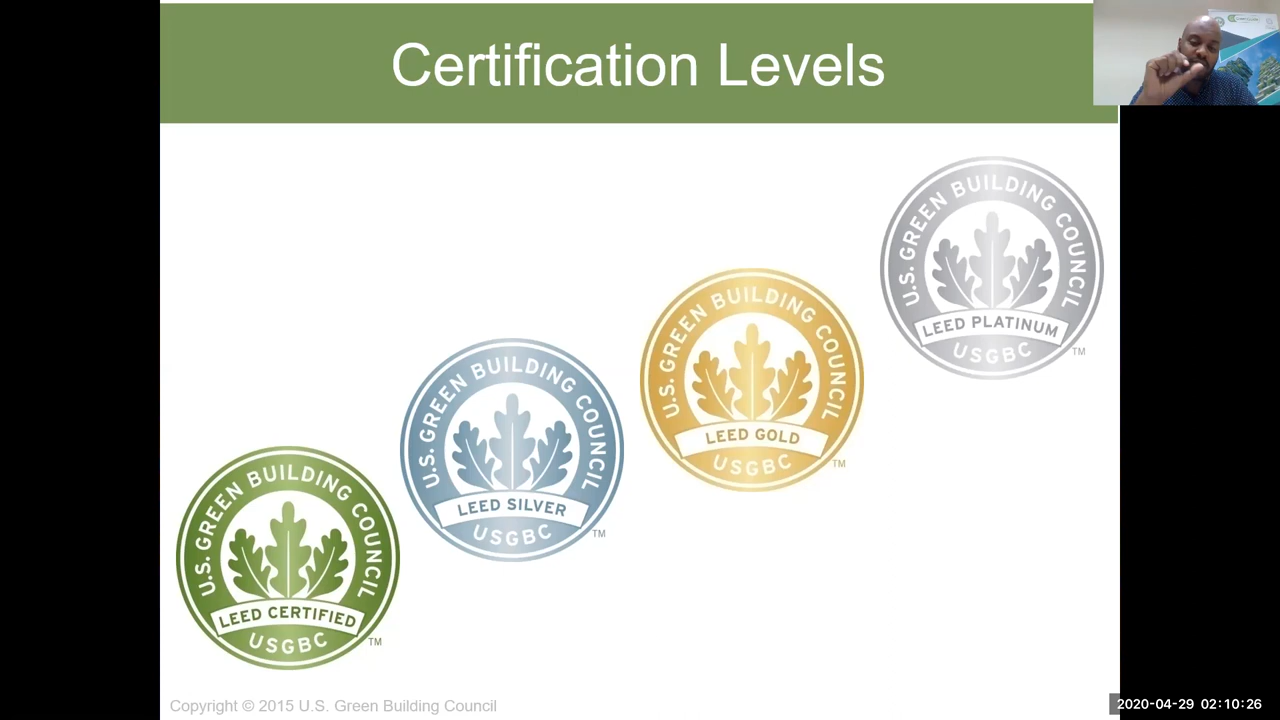 Certification Levels
U.S. GREEN BUILDING COUNCIL
LEED PLATINUM
USGBC
TM
U.S. GREEN BUILDING COUNCIL
LEED GOLD
USGBC
TM
U.S. GREEN BUILDING COUNCIL
LEED SILVER
USGBC
TM
U.S. GREEN BUILDING COUNCIL
LEED CERTIFIED
USGBC
TM
Copyright © 2015 U.S. Green Building Council
2020-04-29 02:10:26